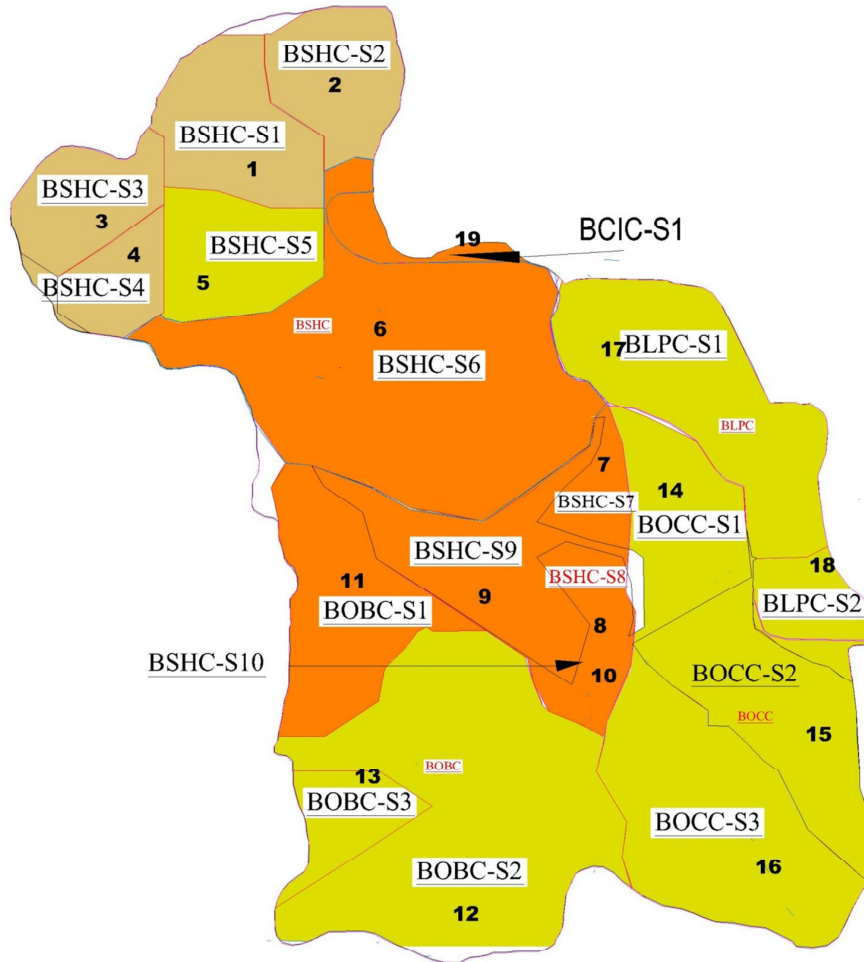 BSHC-S2
2
BSHC-S1
1
BSHC-S3
3
4
BSHC-S4
BSHC-S5
5
19
BCIC-S1
BSHC
6
BSHC-S6
17
BLPC-S1
BLPC
7
BSHC-S7
14
BOCC-S1
BSHC-S9
9
BSHC-S8
8
11
BOBC-S1
18
BLPC-S2
BSHC-S10
10
BOCC-S2
BOCC
15
13
BOBC
BOBC-S3
BOCC-S3
16
BOBC-S2
12